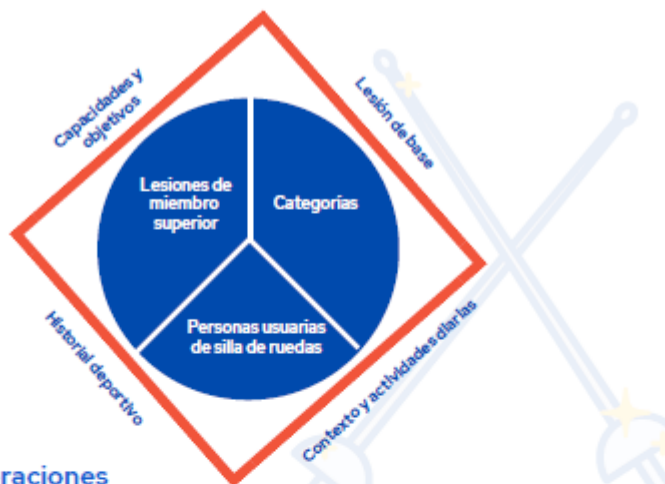 Capacidades y
objetivos
Lesión de base
Lesiones de
miembro
superior
Categorías
Personas usuarias
de silla de ruedas
Historial deportivo
Contexto y actividades diarias
raciones